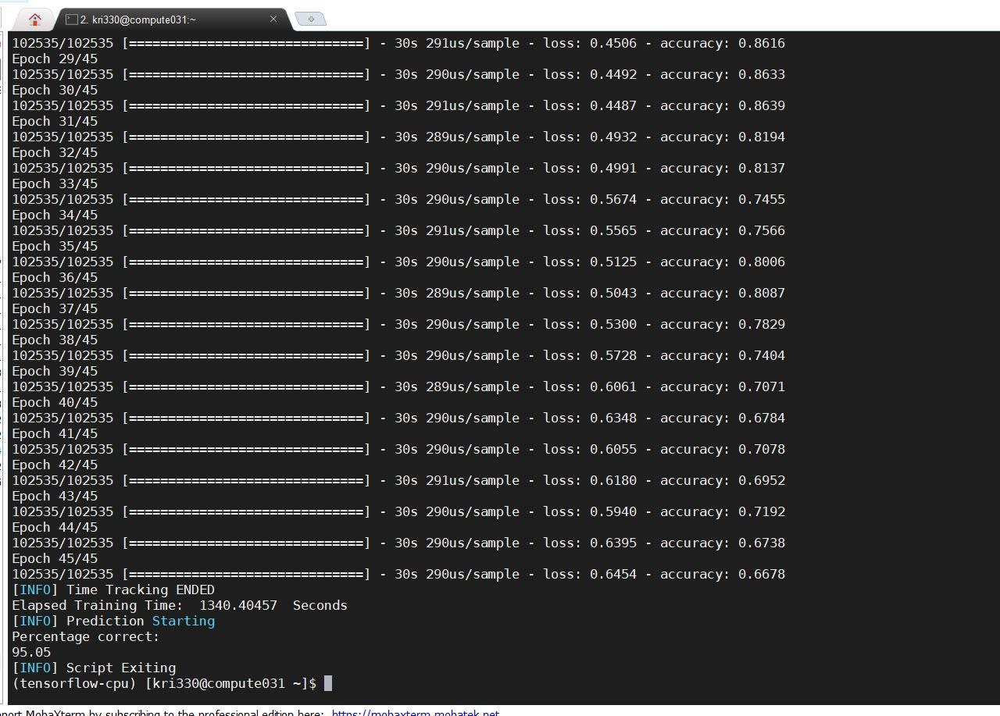 2. kri330@compute031:~
102535/102535 [==============================] - 30s 291us/sample - loss: 0.4506 - accuracy: 0.8616
Epoch 29/45
102535/102535 [==============================] - 30s 290us/sample - loss: 0.4492 - accuracy: 0.8633
Epoch 30/45
102535/102535 [==============================] - 30s 291us/sample - loss: 0.4487 - accuracy: 0.8639
Epoch 31/45
102535/102535 [==============================] - 30s 289us/sample - loss: 0.4932 - accuracy: 0.8194
Epoch 32/45
102535/102535 [==============================] - 30s 290us/sample - loss: 0.4991 - accuracy: 0.8137
Epoch 33/45
102535/102535 [==============================] - 30s 290us/sample - loss: 0.5674 - accuracy: 0.7455
Epoch 34/45
102535/102535 [==============================] - 30s 291us/sample - loss: 0.5565 - accuracy: 0.7566
Epoch 35/45
102535/102535 [==============================] - 30s 290us/sample - loss: 0.5125 - accuracy: 0.8006
Epoch 36/45
102535/102535 [==============================] - 30s 289us/sample - loss: 0.5043 - accuracy: 0.8087
Epoch 37/45
102535/102535 [==============================] - 30s 290us/sample - loss: 0.5300 - accuracy: 0.7829
Epoch 38/45
102535/102535 [==============================] - 30s 290us/sample - loss: 0.5728 - accuracy: 0.7404
Epoch 39/45
102535/102535 [==============================] - 30s 289us/sample - loss: 0.6061 - accuracy: 0.7071
Epoch 40/45
102535/102535 [==============================] - 30s 290us/sample - loss: 0.6348 - accuracy: 0.6784
Epoch 41/45
102535/102535 [==============================] - 30s 290us/sample - loss: 0.6055 - accuracy: 0.7078
Epoch 42/45
102535/102535 [==============================] - 30s 291us/sample - loss: 0.6180 - accuracy: 0.6952
Epoch 43/45
102535/102535 [==============================] - 30s 290us/sample - loss: 0.5940 - accuracy: 0.7192
Epoch 44/45
102535/102535 [==============================] - 30s 290us/sample - loss: 0.6395 - accuracy: 0.6738
Epoch 45/45
102535/102535 [==============================] - 30s 290us/sample - loss: 0.6454 - accuracy: 0.6678
[INFO] Time Tracking ENDED
Elapsed Training Time:  1340.40457  Seconds
[INFO] Prediction Starting
Percentage correct:
95.05
[INFO] Script Exiting
(tensorflow-cpu) [kri330@compute031 ~]$
port MobaXterm by subscribing to the professional edition here: https://mobaxterm.mobatek.net